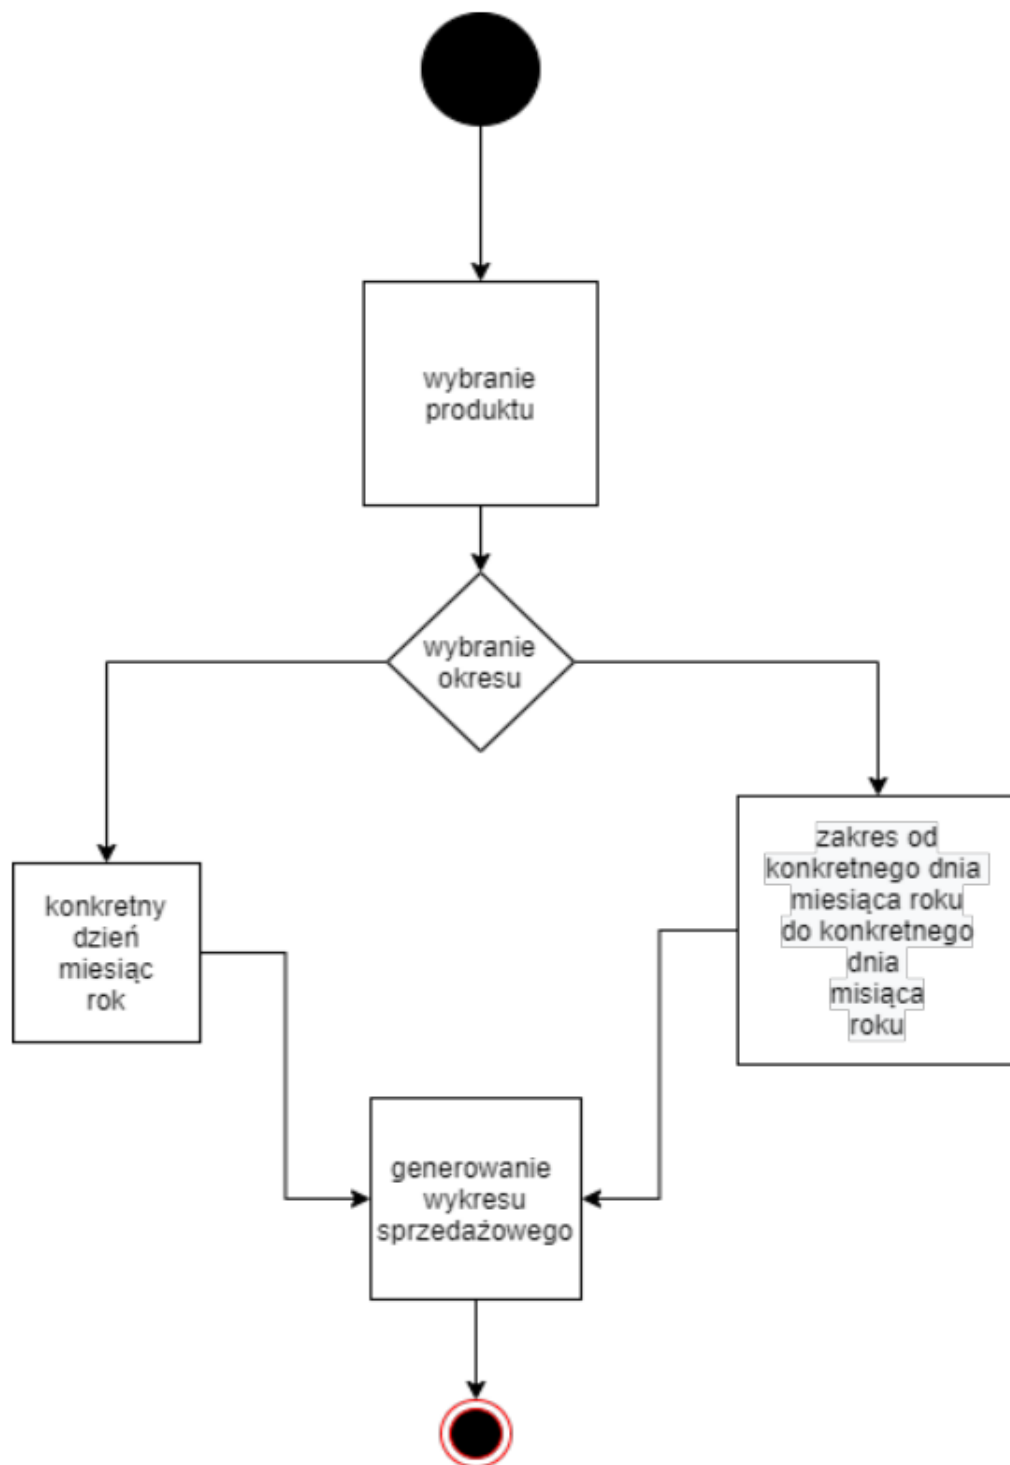 wybranie
produktu
wybranie
okresu
konkretny
dzień
miesiąc
rok
zakres od
konkretnego dnia
miesiąca roku
do konkretnego
dnia
misiąca
roku
generowanie
wykresu
sprzedażowego